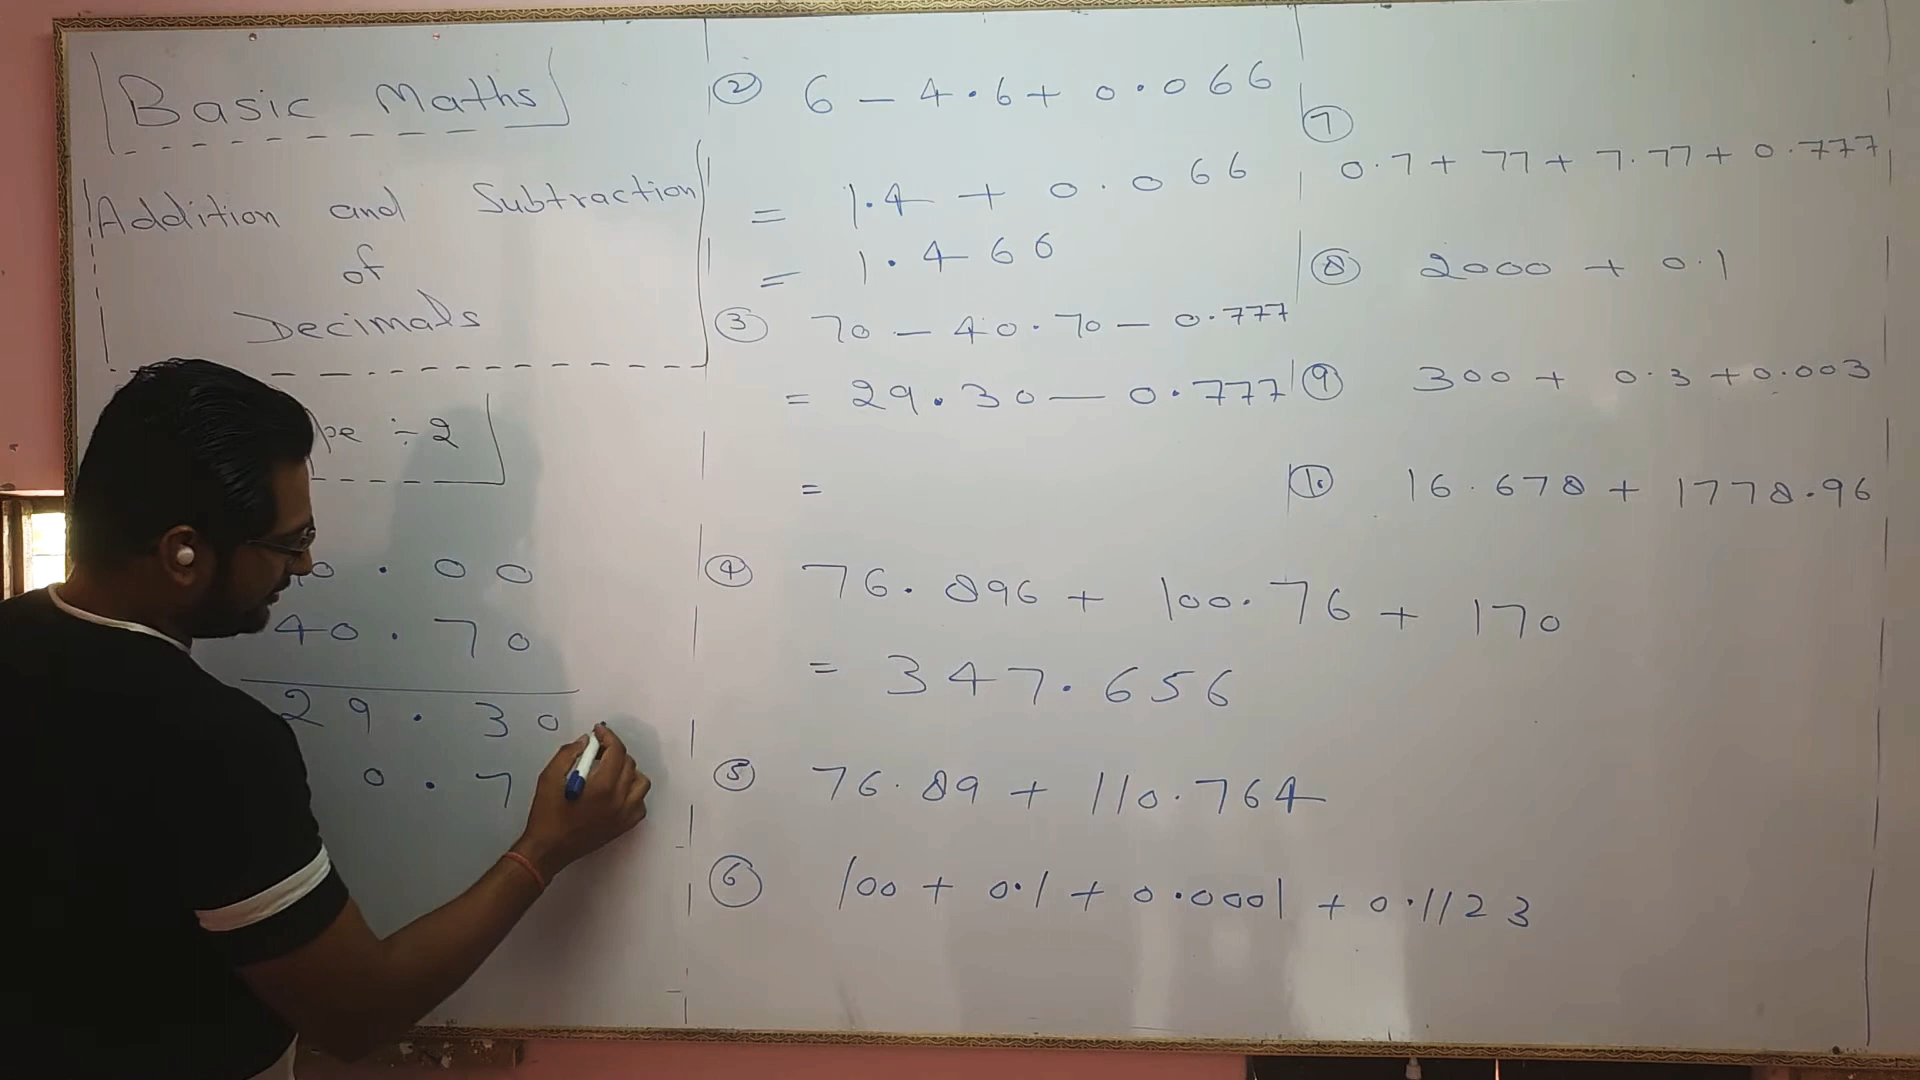 Basic Maths
Addition and Subtraction
of
Decimals
÷ 2
0 . 0 0
40 . 70
29 . 30
0 . 7
② 6 - 4.6 + 0.066
= 1.4 + 0.066
= 1.466
③ 70 - 40.70 - 0.777
= 29.30 - 0.777
=
④ 76.896 + 100.76 + 170
= 347.656
⑤ 76.89 + 110.764
⑥ 100 + 0.1 + 0.0001 + 0.1123
⑦
0.7 + 77 + 7.77 + 0.777
⑧ 2000 + 0.1
⑨ 300 + 0.3 + 0.003
⑩ 16.678 + 1778.96